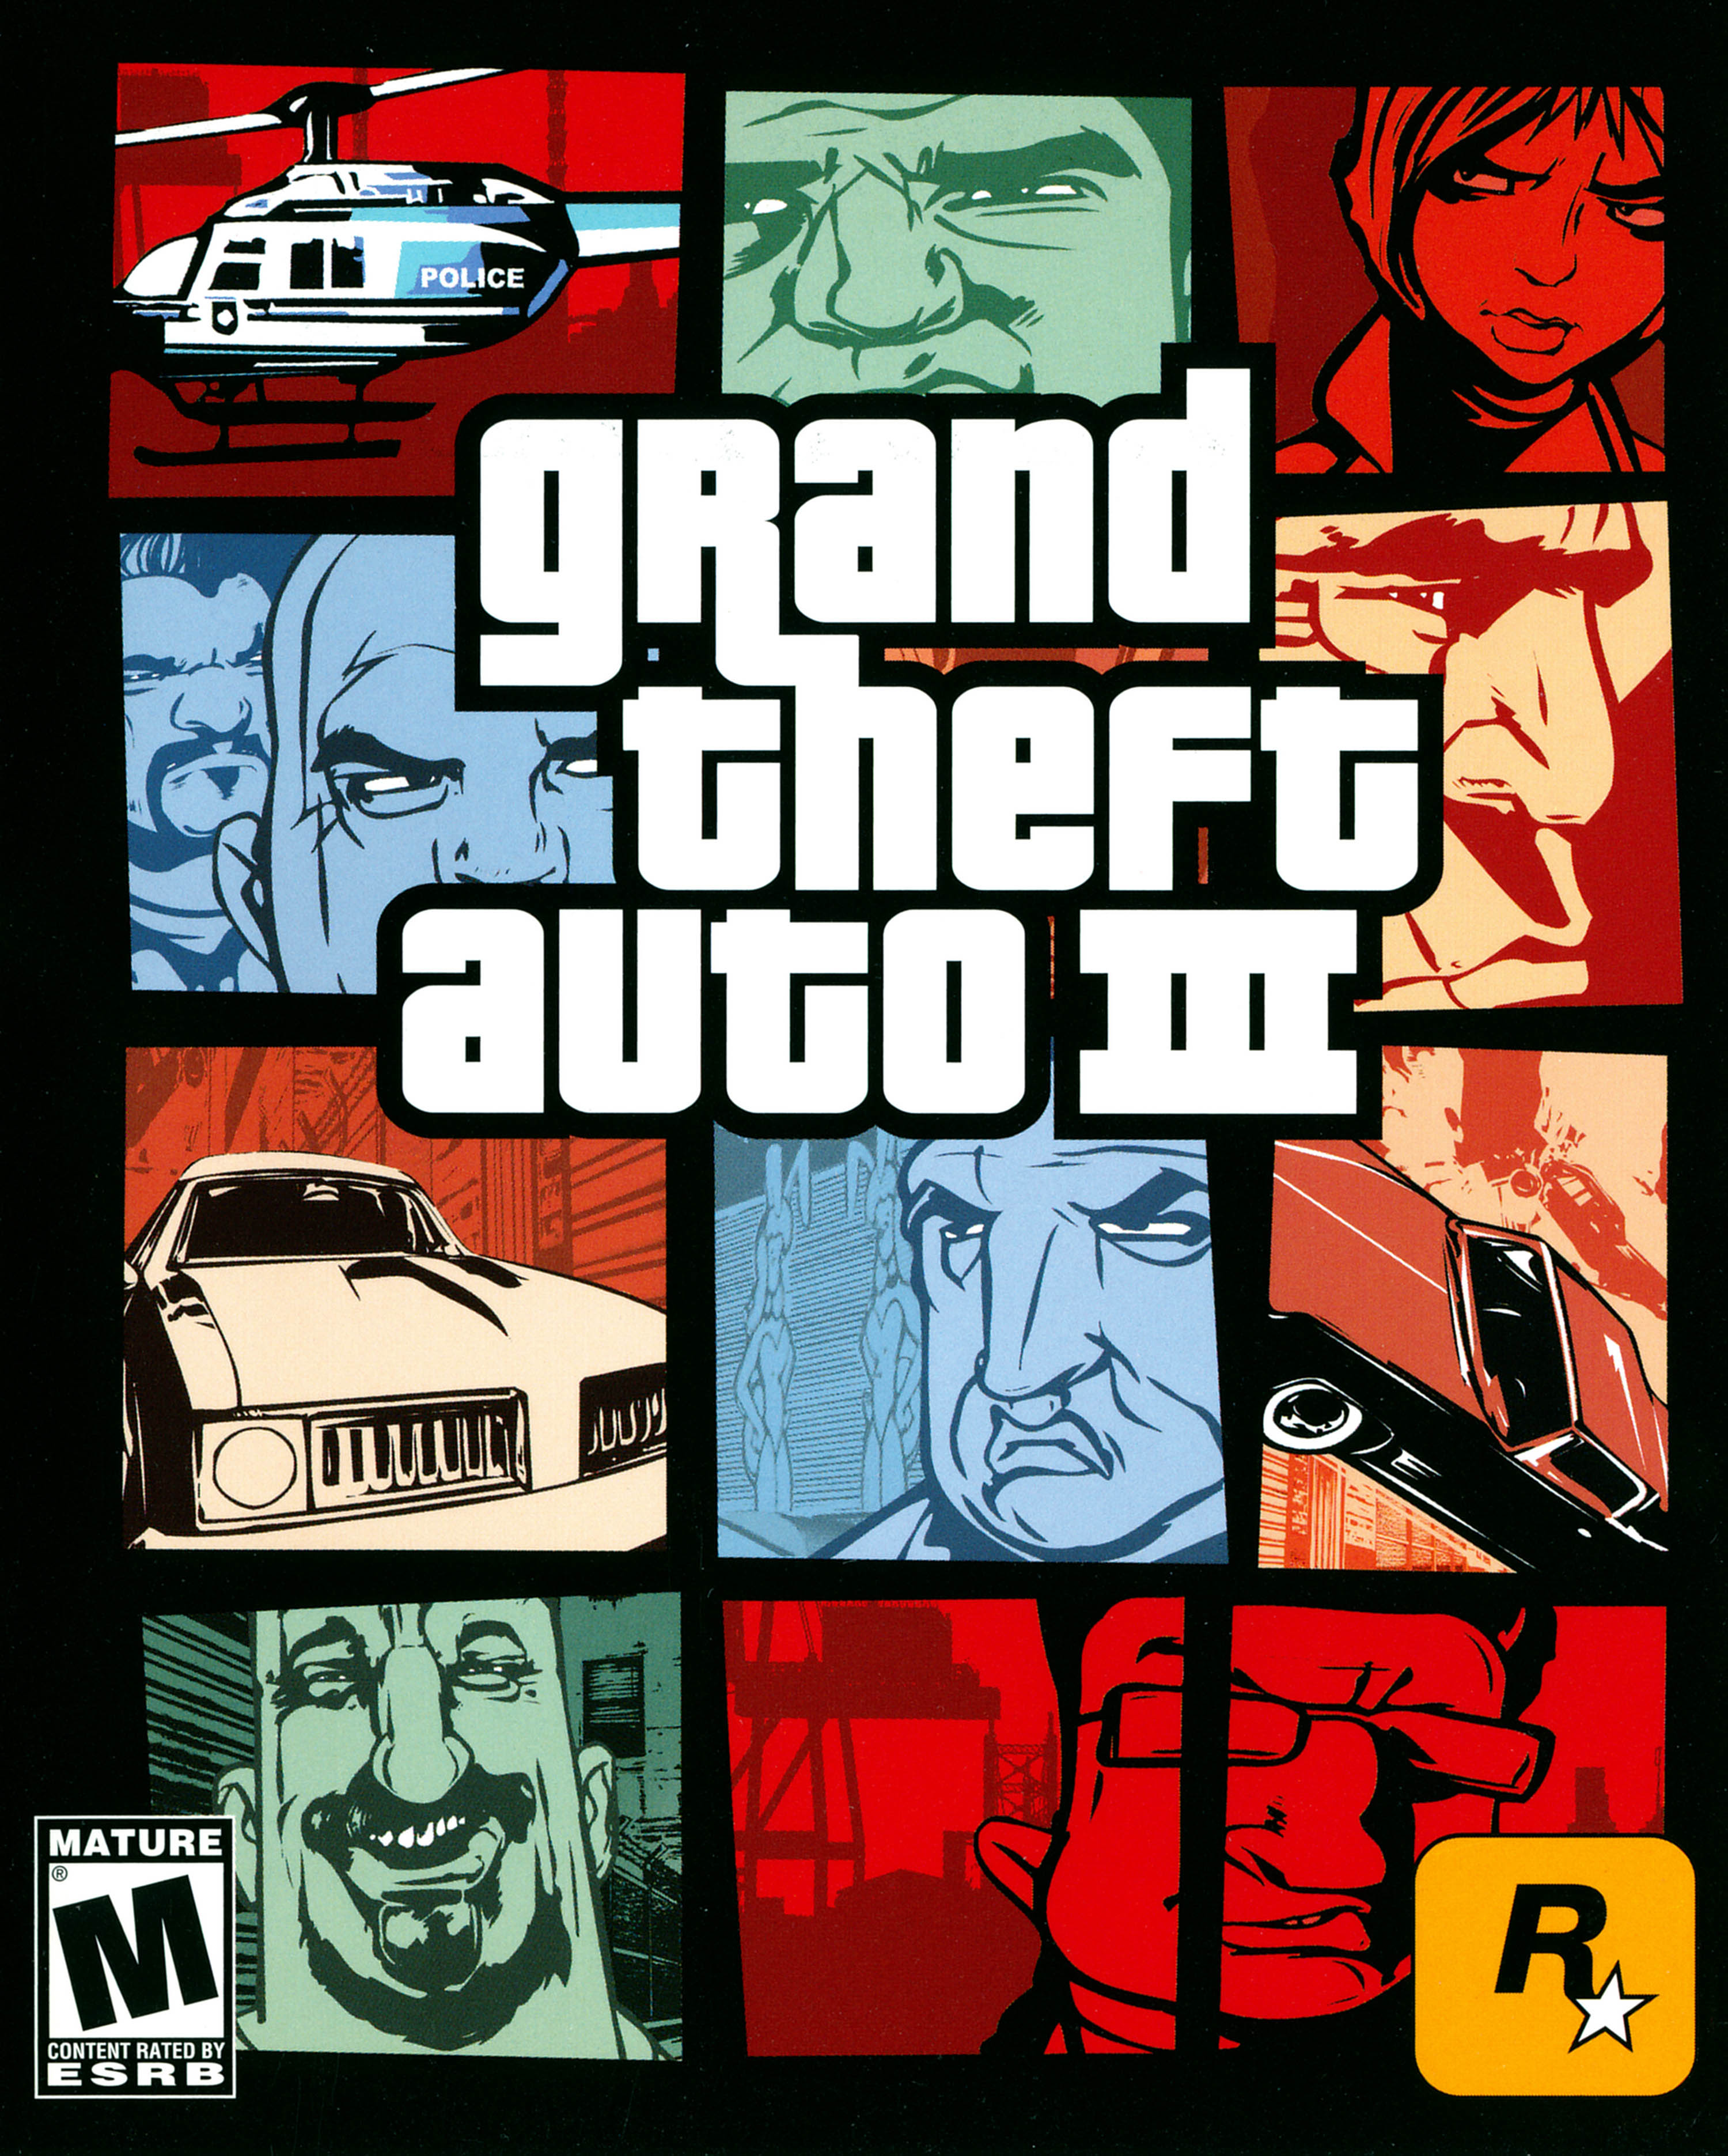 POLICE
grand
theft
auto III
MATURE
®
M
CONTENT RATED BY
ESRB
R